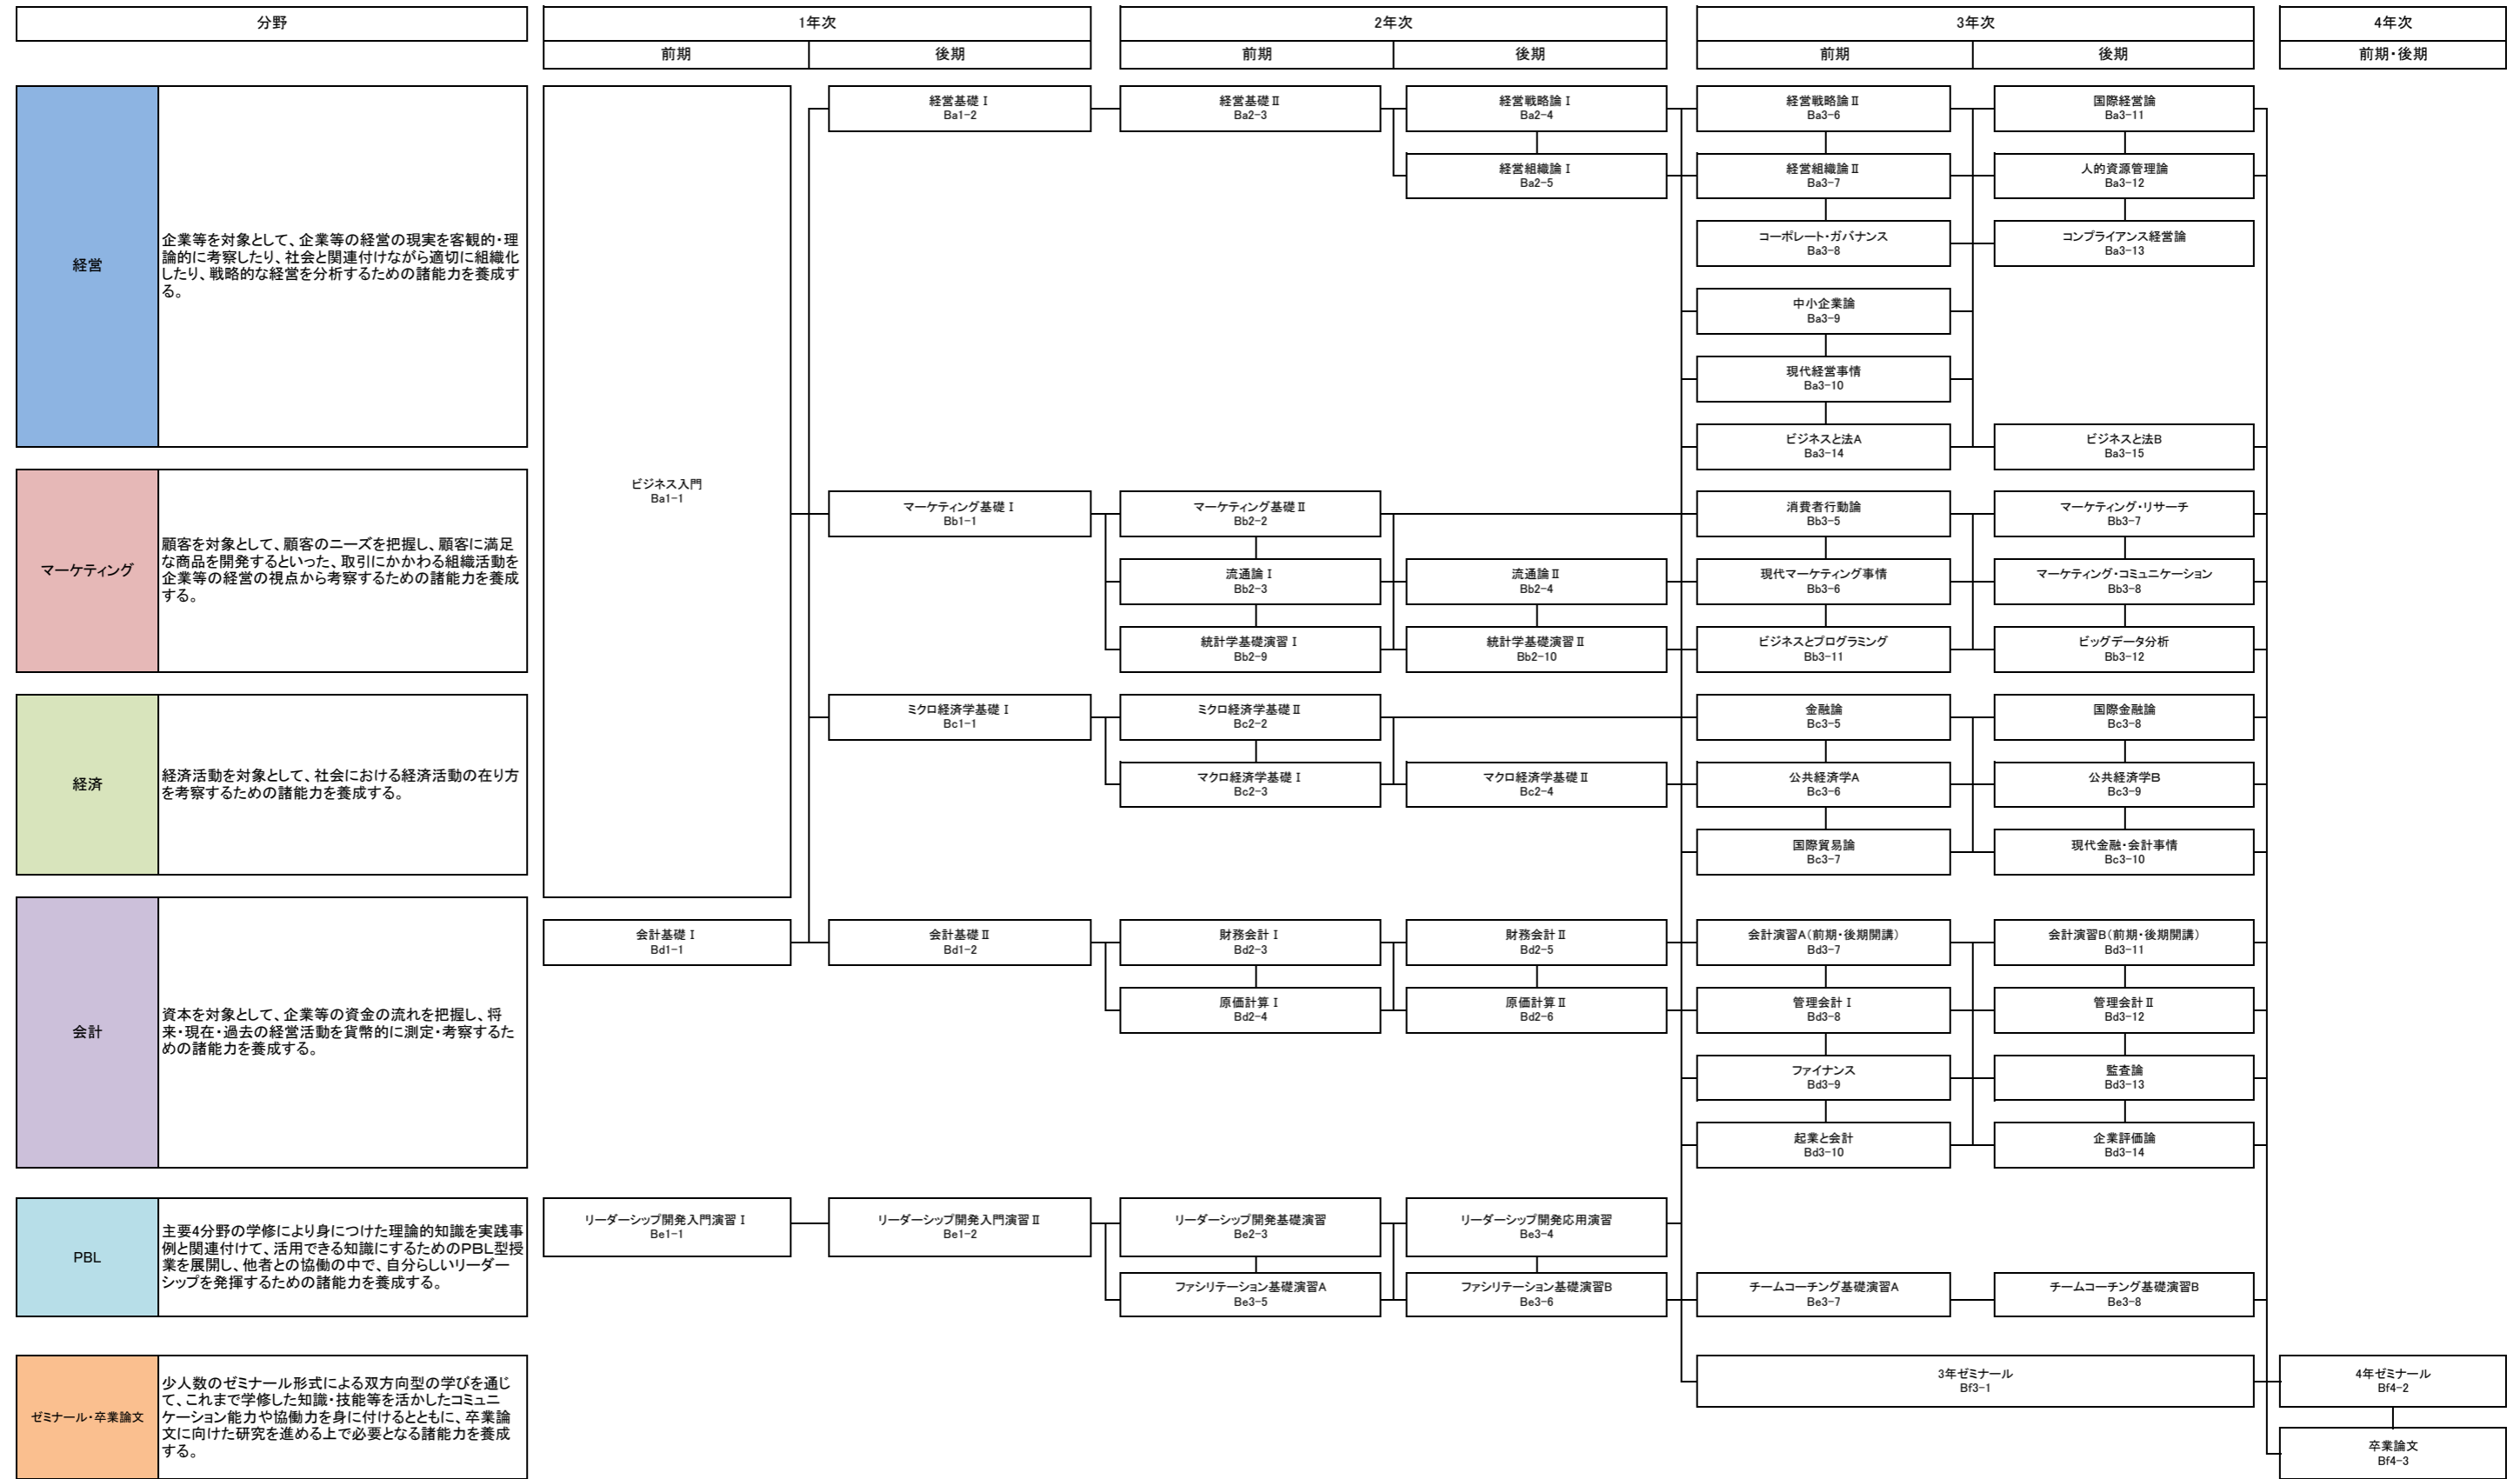 分野
1年次
2年次
3年次
4年次
前期
後期
前期
後期
前期
後期
前期・後期
経営
企業等を対象として、企業等の経営の現実を客観的・理
論的に考察したり、社会と関連付けながら適切に組織化
したり、戦略的な経営を分析するための諸能力を養成す
る。
ビジネス入門
Ba1-1
経営基礎Ⅰ
Ba1-2
経営基礎Ⅱ
Ba2-3
経営戦略論Ⅰ
Ba2-4
経営戦略論Ⅱ
Ba3-6
国際経営論
Ba3-11
経営組織論Ⅰ
Ba2-5
経営組織論Ⅱ
Ba3-7
人的資源管理論
Ba3-12
コーポレート・ガバナンス
Ba3-8
コンプライアンス経営論
Ba3-13
中小企業論
Ba3-9
現代経営事情
Ba3-10
ビジネスと法A
Ba3-14
ビジネスと法B
Ba3-15
マーケティング
顧客を対象として、顧客のニーズを把握し、顧客に満足
な商品を開発するといった、取引にかかわる組織活動を
企業等の経営の視点から考察するための諸能力を養成
する。
マーケティング基礎Ⅰ
Bb1-1
マーケティング基礎Ⅱ
Bb2-2
消費者行動論
Bb3-5
マーケティング・リサーチ
Bb3-7
流通論Ⅰ
Bb2-3
流通論Ⅱ
Bb2-4
現代マーケティング事情
Bb3-6
マーケティング・コミュニケーション
Bb3-8
統計学基礎演習Ⅰ
Bb2-9
統計学基礎演習Ⅱ
Bb2-10
ビジネスとプログラミング
Bb3-11
ビッグデータ分析
Bb3-12
経済
経済活動を対象として、社会における経済活動の在り方
を考察するための諸能力を養成する。
ミクロ経済学基礎Ⅰ
Bc1-1
ミクロ経済学基礎Ⅱ
Bc2-2
金融論
Bc3-5
国際金融論
Bc3-8
マクロ経済学基礎Ⅰ
Bc2-3
マクロ経済学基礎Ⅱ
Bc2-4
公共経済学A
Bc3-6
公共経済学B
Bc3-9
国際貿易論
Bc3-7
現代金融・会計事情
Bc3-10
会計
資本を対象として、企業等の資金の流れを把握し、将
来・現在・過去の経営活動を貨幣的に測定・考察するた
めの諸能力を養成する。
会計基礎Ⅰ
Bd1-1
会計基礎Ⅱ
Bd1-2
財務会計Ⅰ
Bd2-3
財務会計Ⅱ
Bd2-5
会計演習A(前期・後期開講)
Bd3-7
会計演習B(前期・後期開講)
Bd3-11
原価計算Ⅰ
Bd2-4
原価計算Ⅱ
Bd2-6
管理会計Ⅰ
Bd3-8
管理会計Ⅱ
Bd3-12
ファイナンス
Bd3-9
監査論
Bd3-13
起業と会計
Bd3-10
企業評価論
Bd3-14
PBL
主要4分野の学修により身につけた理論的知識を実践事
例と関連付けて、活用できる知識にするためのPBL型授
業を展開し、他者との協働の中で、自分らしいリーダー
シップを発揮するための諸能力を養成する。
リーダーシップ開発入門演習Ⅰ
Be1-1
リーダーシップ開発入門演習Ⅱ
Be1-2
リーダーシップ開発基礎演習
Be2-3
リーダーシップ開発応用演習
Be3-4
ファシリテーション基礎演習A
Be3-5
ファシリテーション基礎演習B
Be3-6
チームコーチング基礎演習A
Be3-7
チームコーチング基礎演習B
Be3-8
ゼミナール・卒業論文
少人数のゼミナール形式による双方向型の学びを通じ
て、これまで学修した知識・技能等を活かしたコミュニ
ケーション能力や協働力を身に付けるとともに、卒業論
文に向けた研究を進める上で必要となる諸能力を養成
する。
3年ゼミナール
Bf3-1
4年ゼミナール
Bf4-2
卒業論文
Bf4-3